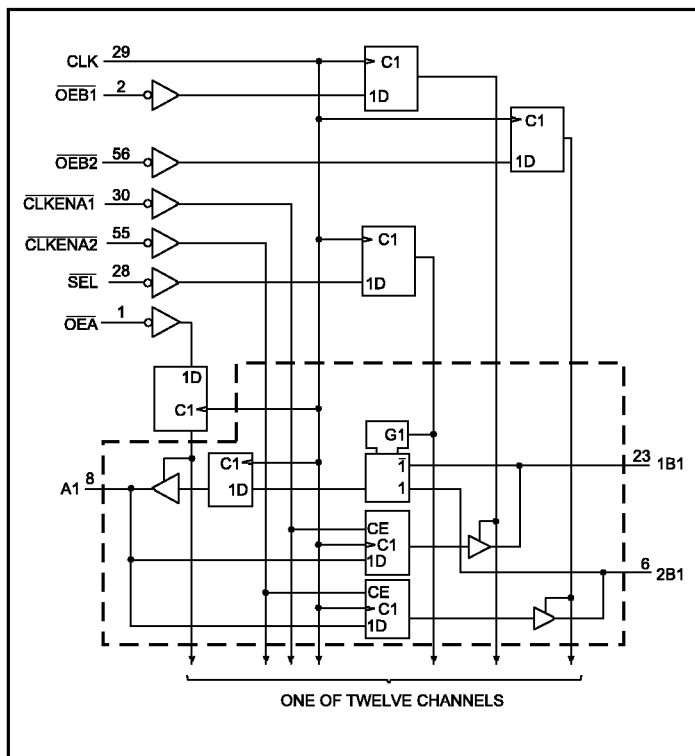 CLK 29
C1
OEB1 2
1D
C1
OEB2 56
1D
CLKENA1 30
CLKENA2 55
C1
SEL 28
1D
OEA 1
1D
C1
G1
C1
1
23 1B1
A1 8
1D
1
CE
C1
1D
6 2B1
CE
C1
1D
ONE OF TWELVE CHANNELS